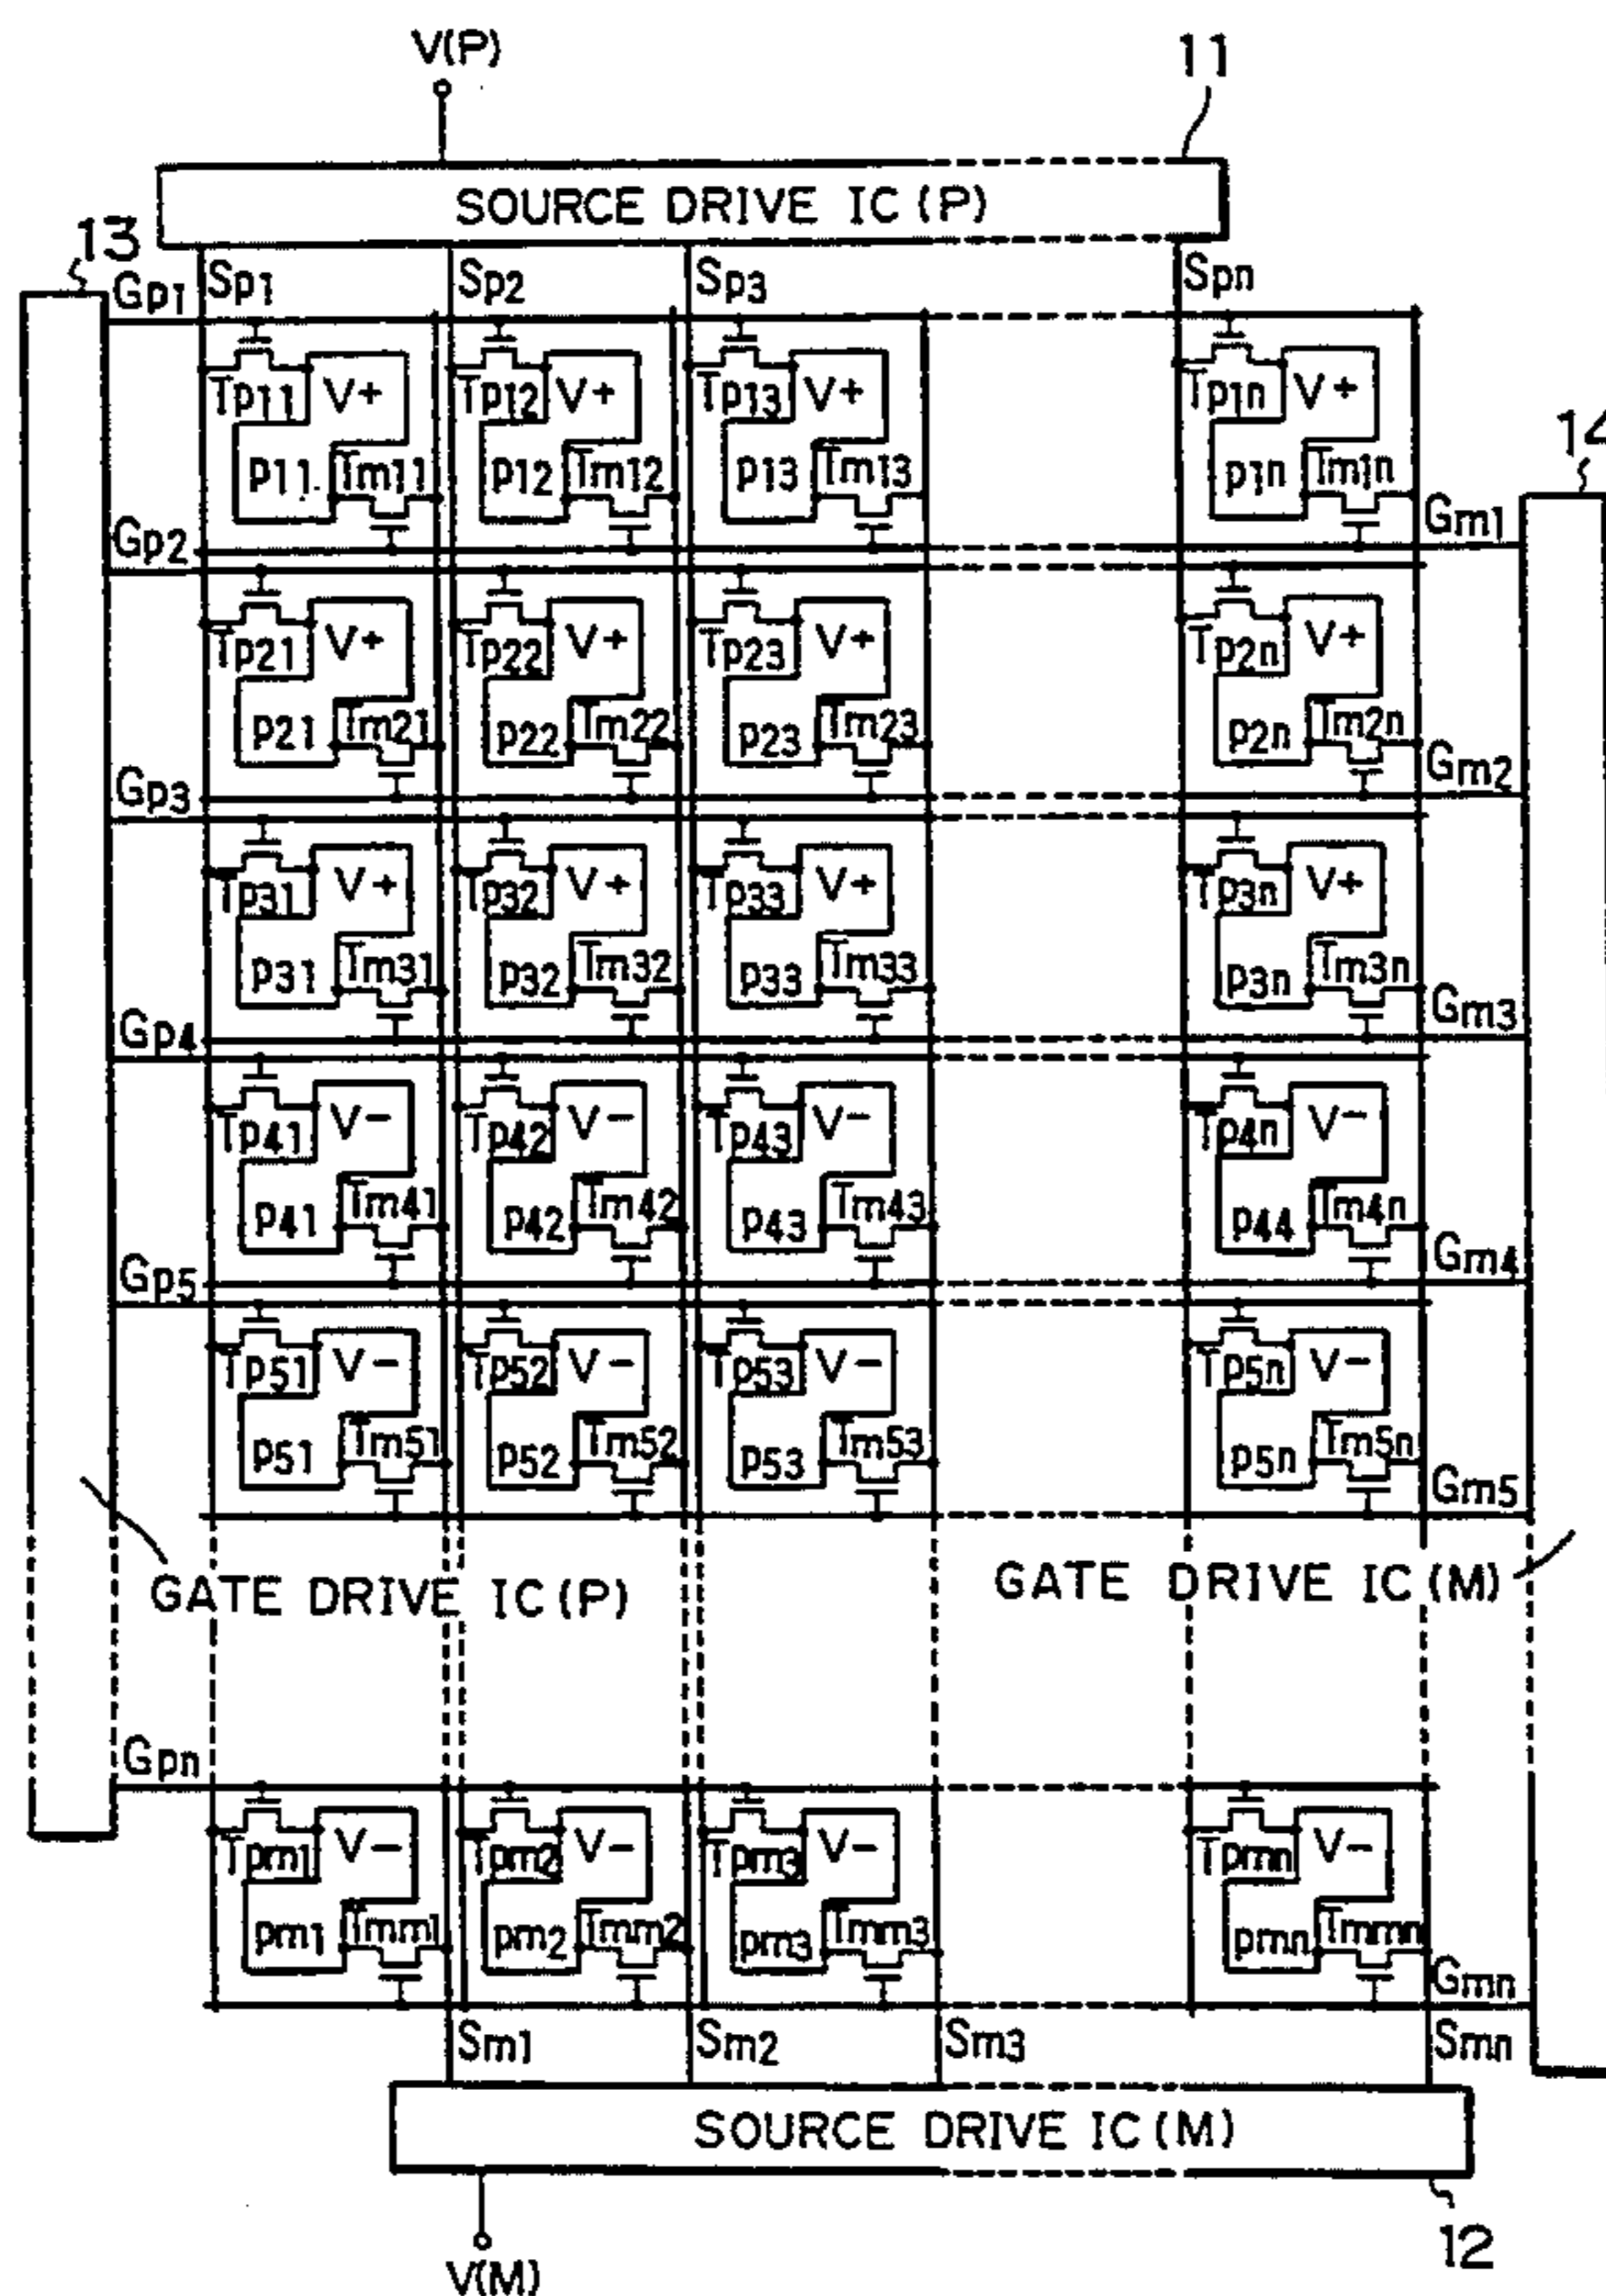 V(P)
11
SOURCE DRIVE IC (P)
13
Gp1 Sp1 Sp2 Sp3 Spn
Tp11 V+ Tp12 V+ Tp13 V+ Tp1n V+
14
p11 Tm11 p12 Tm12 p13 Tm13 p1n Tm1n
Gp2 Gm1
Tp21 V+ Tp22 V+ Tp23 V+ Tp2n V+
p21 Tm21 p22 Tm22 p23 Tm23 p2n Tm2n
Gp3 Gm2
Tp31 V+ Tp32 V+ Tp33 V+ Tp3n V+
p31 Tm31 p32 Tm32 p33 Tm33 p3n Tm3n
Gp4 Gm3
Tp41 V- Tp42 V- Tp43 V- Tp4n V-
p41 Tm41 p42 Tm42 p43 Tm43 p44 Tm4n
Gp5 Gm4
Tp51 V- Tp52 V- Tp53 V- Tp5n V-
p51 Tm51 p52 Tm52 p53 Tm53 p5n Tm5n
Gm5
GATE DRIVE IC (P) GATE DRIVE IC (M)
Gpn
Tpm1 V- Tpm2 V- Tpm3 V- Tpmn V-
pm1 Tmm1 pm2 Tmm2 pm3 Tmm3 pmn Tmmn
Gmn
Sm1 Sm2 Sm3 Smn
SOURCE DRIVE IC (M)
12
V(M)